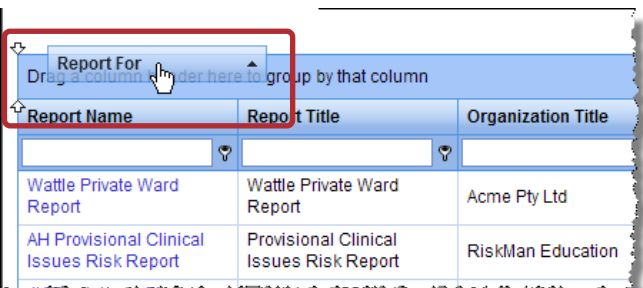 Report For
Drag a column header here to group by that column
Report Name Report Title Organization Title
Wattle Private Ward Report Wattle Private Ward Report Acme Pty Ltd
AH Provisional Clinical Issues Risk Report Provisional Clinical Issues Risk Report RiskMan Education